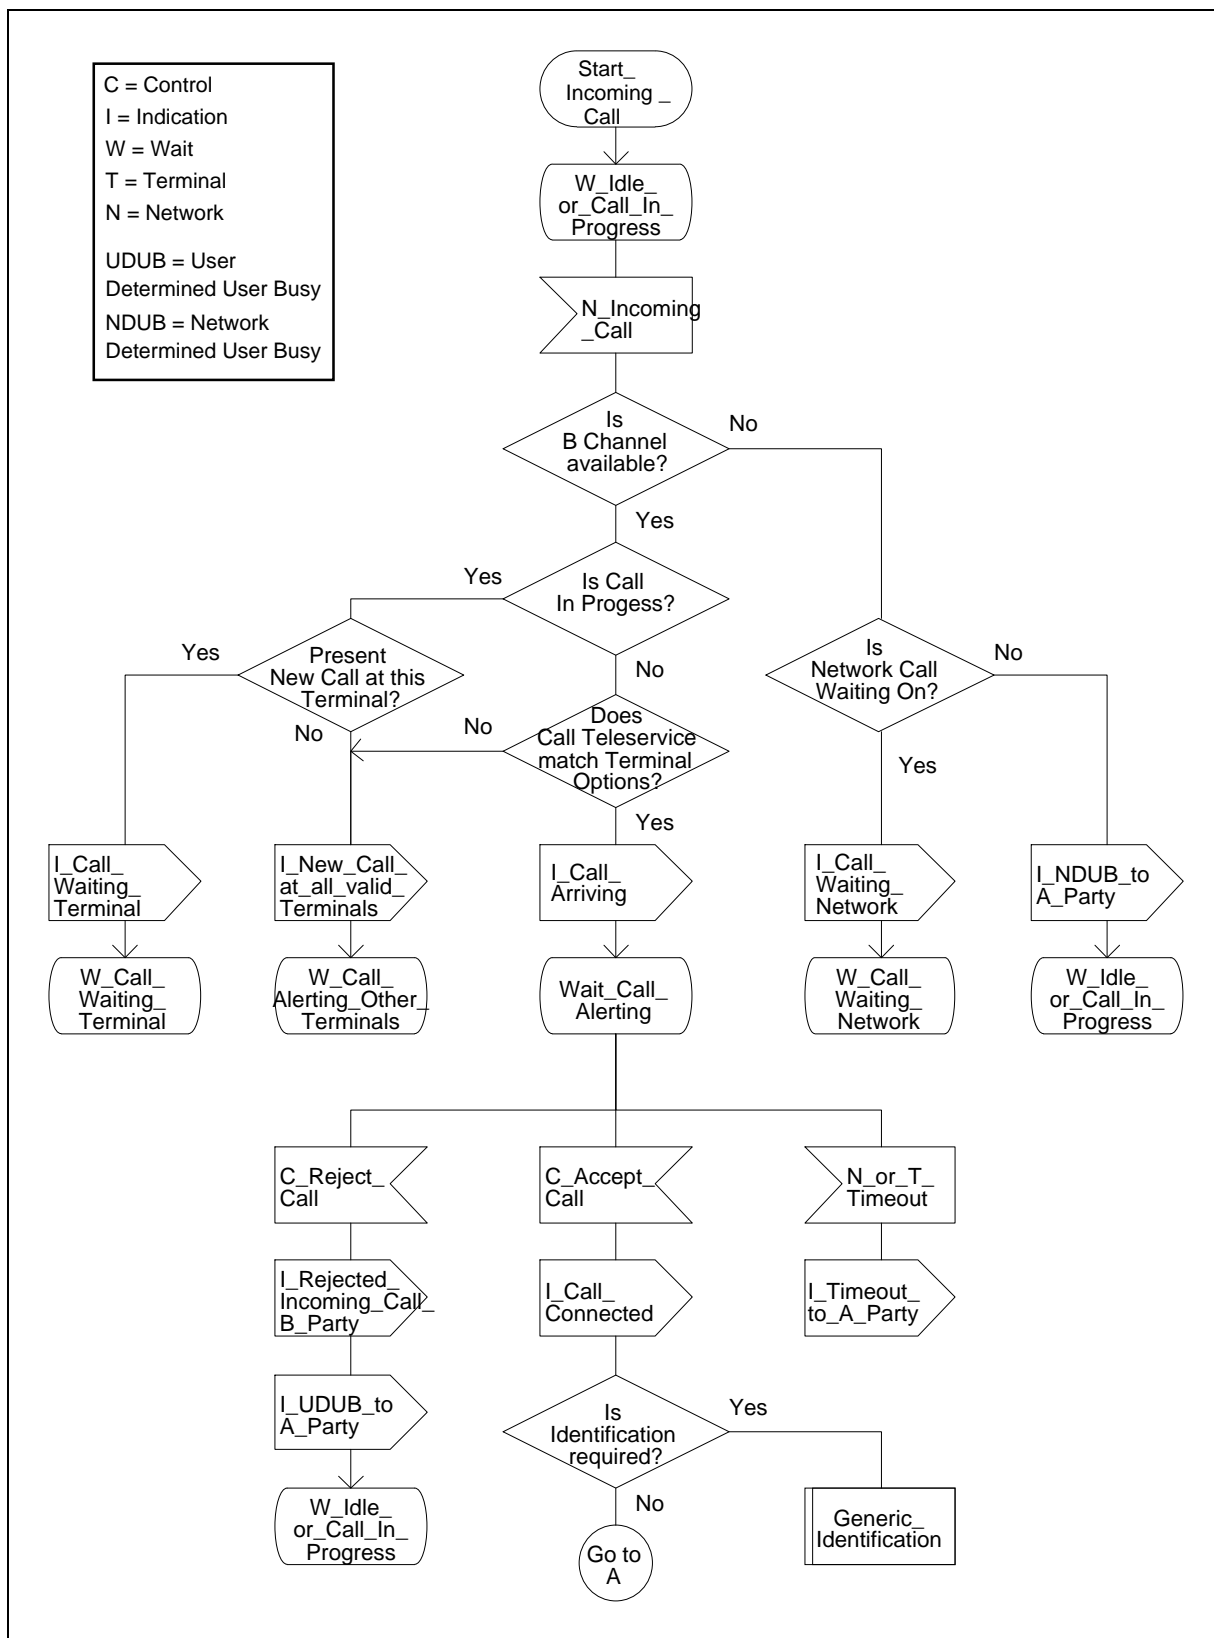 C = Control
I = Indication
W = Wait
T = Terminal
N = Network
UDUB = User
Determined User Busy
NDUB = Network
Determined User Busy
Start_
Incoming _
Call
W_Idle_
or_Call_In_
Progress
N_Incoming
_Call
Is
B Channel
available?
No
Yes
Is Call
In Progess?
Yes
No
Present
New Call at this
Terminal?
Yes
No
Does
Call Teleservice
match Terminal
Options?
No
Yes
Is
Network Call
Waiting On?
No
Yes
I_Call_
Waiting_
Terminal
I_New_Call_
at_all_valid_
Terminals
I_Call_
Arriving
I_Call_
Waiting_
Network
I_NDUB_to
A_Party
W_Call_
Waiting_
Terminal
W_Call_
Alerting_Other_
Terminals
Wait_Call_
Alerting
W_Call_
Waiting_
Network
W_Idle_
or_Call_In_
Progress
C_Reject_
Call
C_Accept_
Call
N_or_T_
Timeout
I_Rejected_
Incoming_Call_
B_Party
I_Call_
Connected
I_Timeout_
to_A_Party
I_UDUB_to
A_Party
Is
Identification
required?
Yes
No
W_Idle_
or_Call_In_
Progress
Go to
A
Generic_
Identification